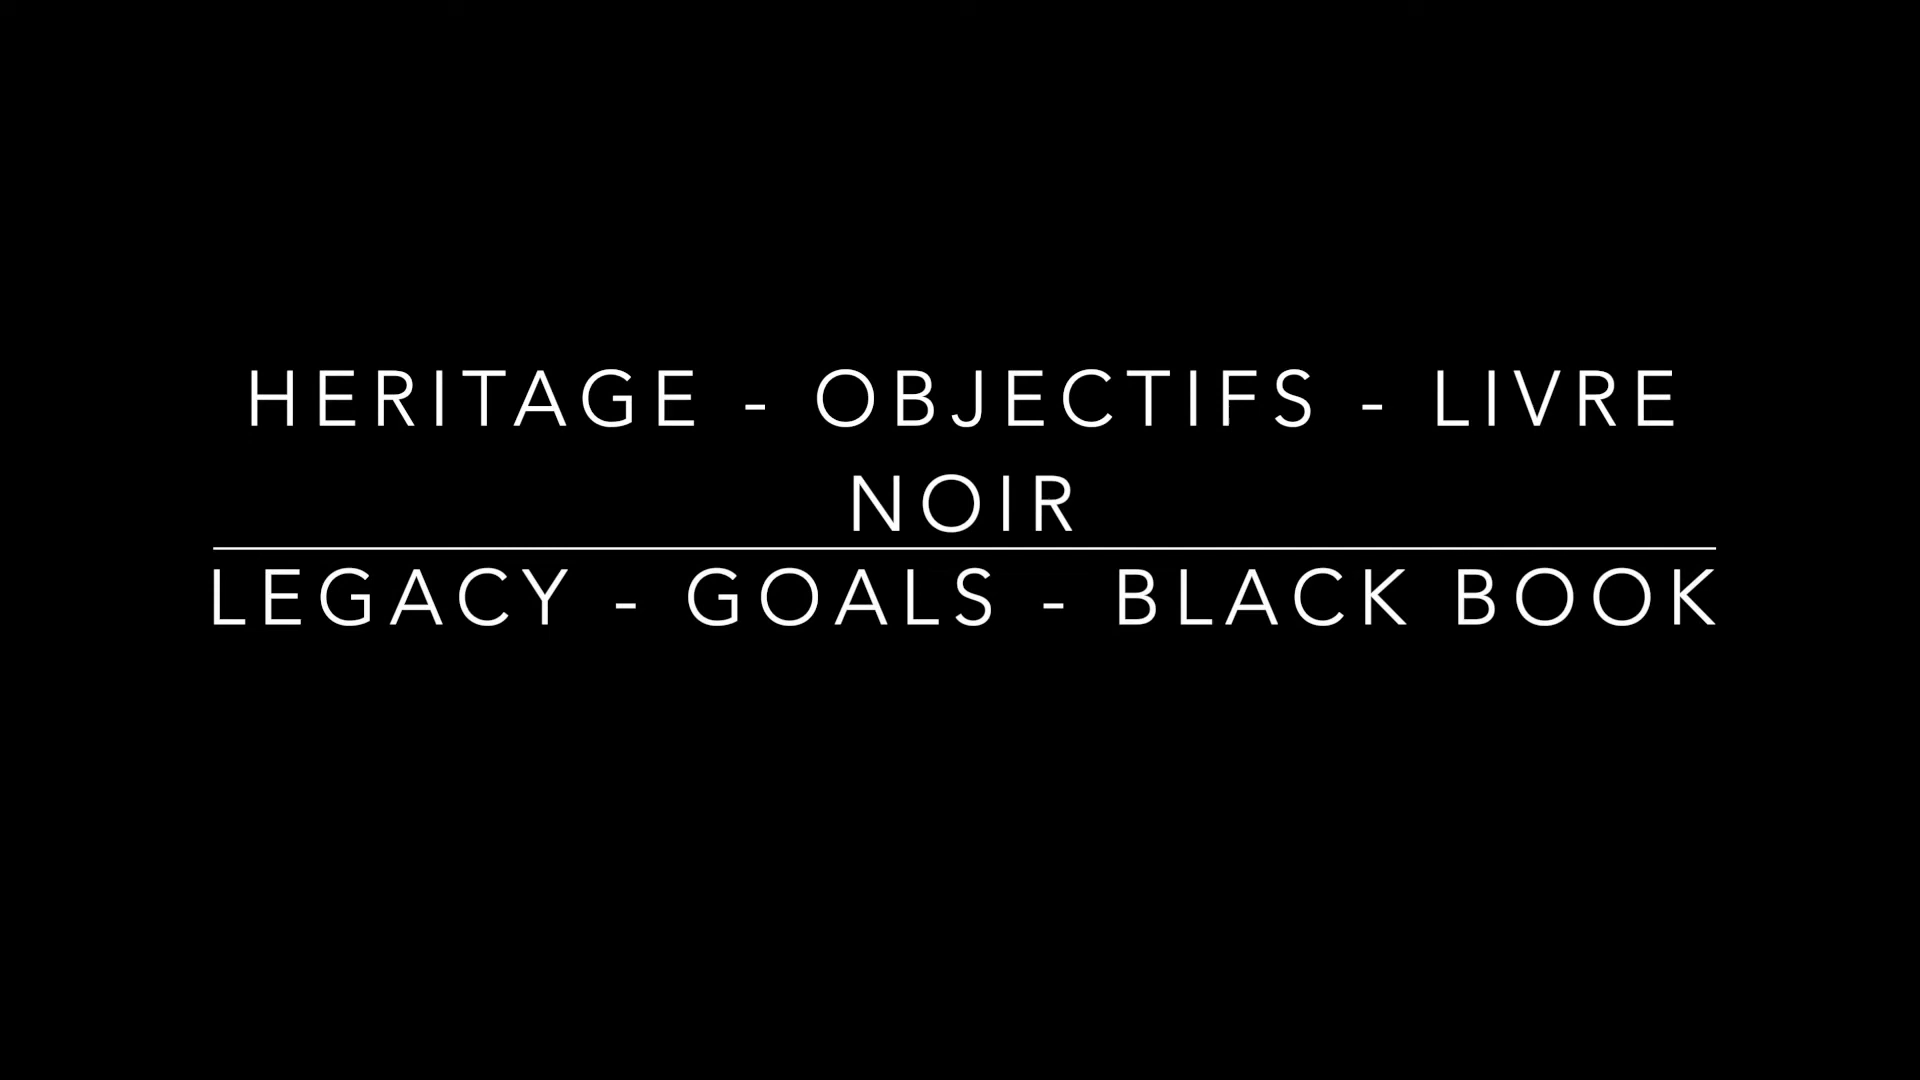 HERITAGE - OBJECTIFS - LIVRE
NOIR
LEGACY - GOALS - BLACK BOOK